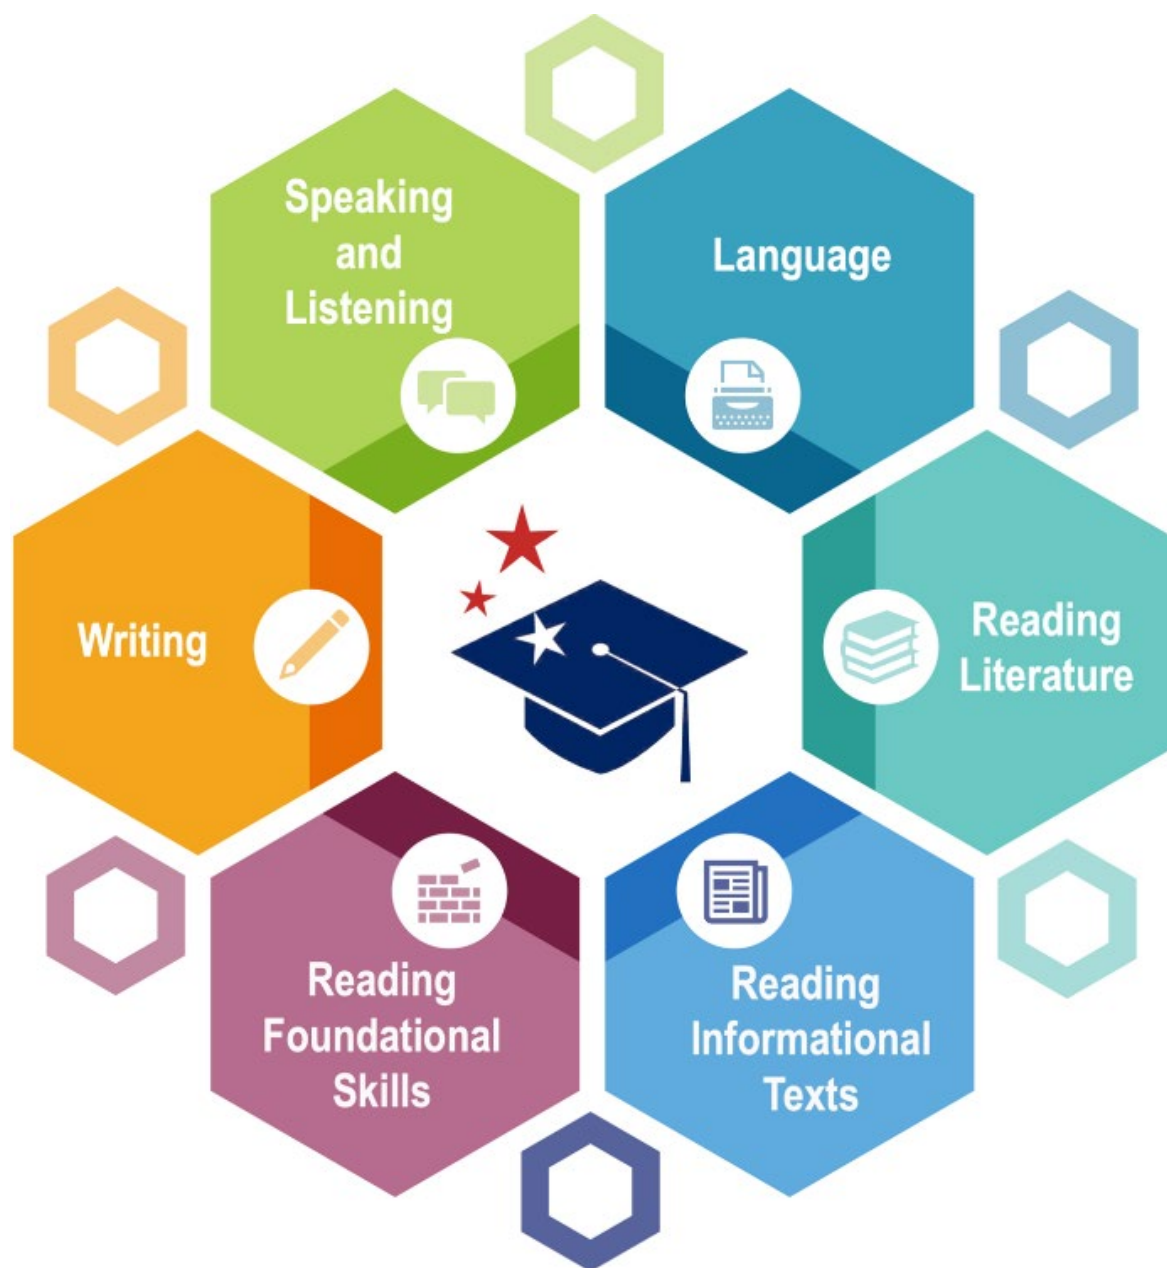 Speaking
and
Listening
Language
Writing
Reading
Literature
Reading
Foundational
Skills
Reading
Informational
Texts